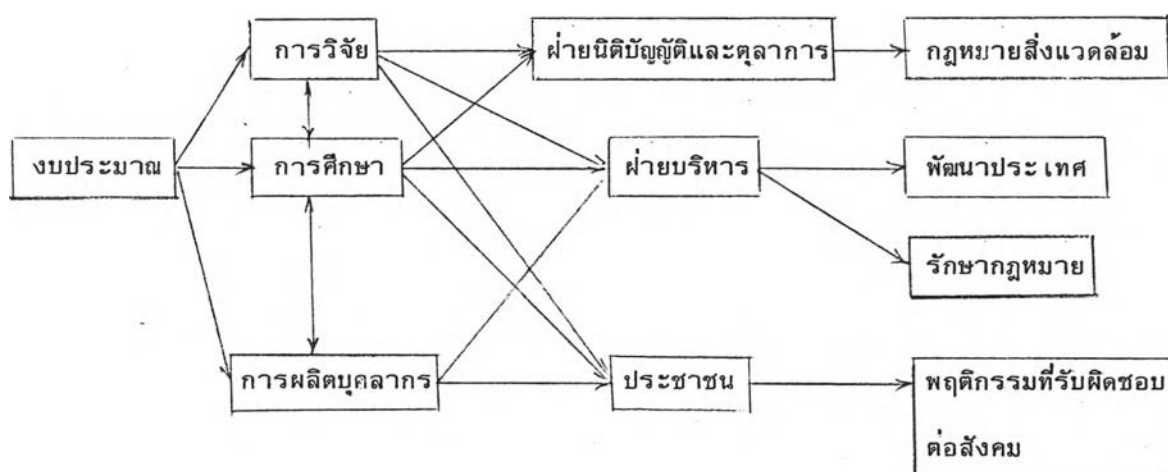 การวิจัย
ฝ่ายนิติบัญญัติและตุลาการ
กฎหมายสิ่งแวดล้อม
งบประมาณ
การศึกษา
ฝ่ายบริหาร
พัฒนาประเทศ
รักษากฎหมาย
การผลิตบุคลากร
ประชาชน
พฤติกรรมที่รับผิดชอบ
ต่อสังคม